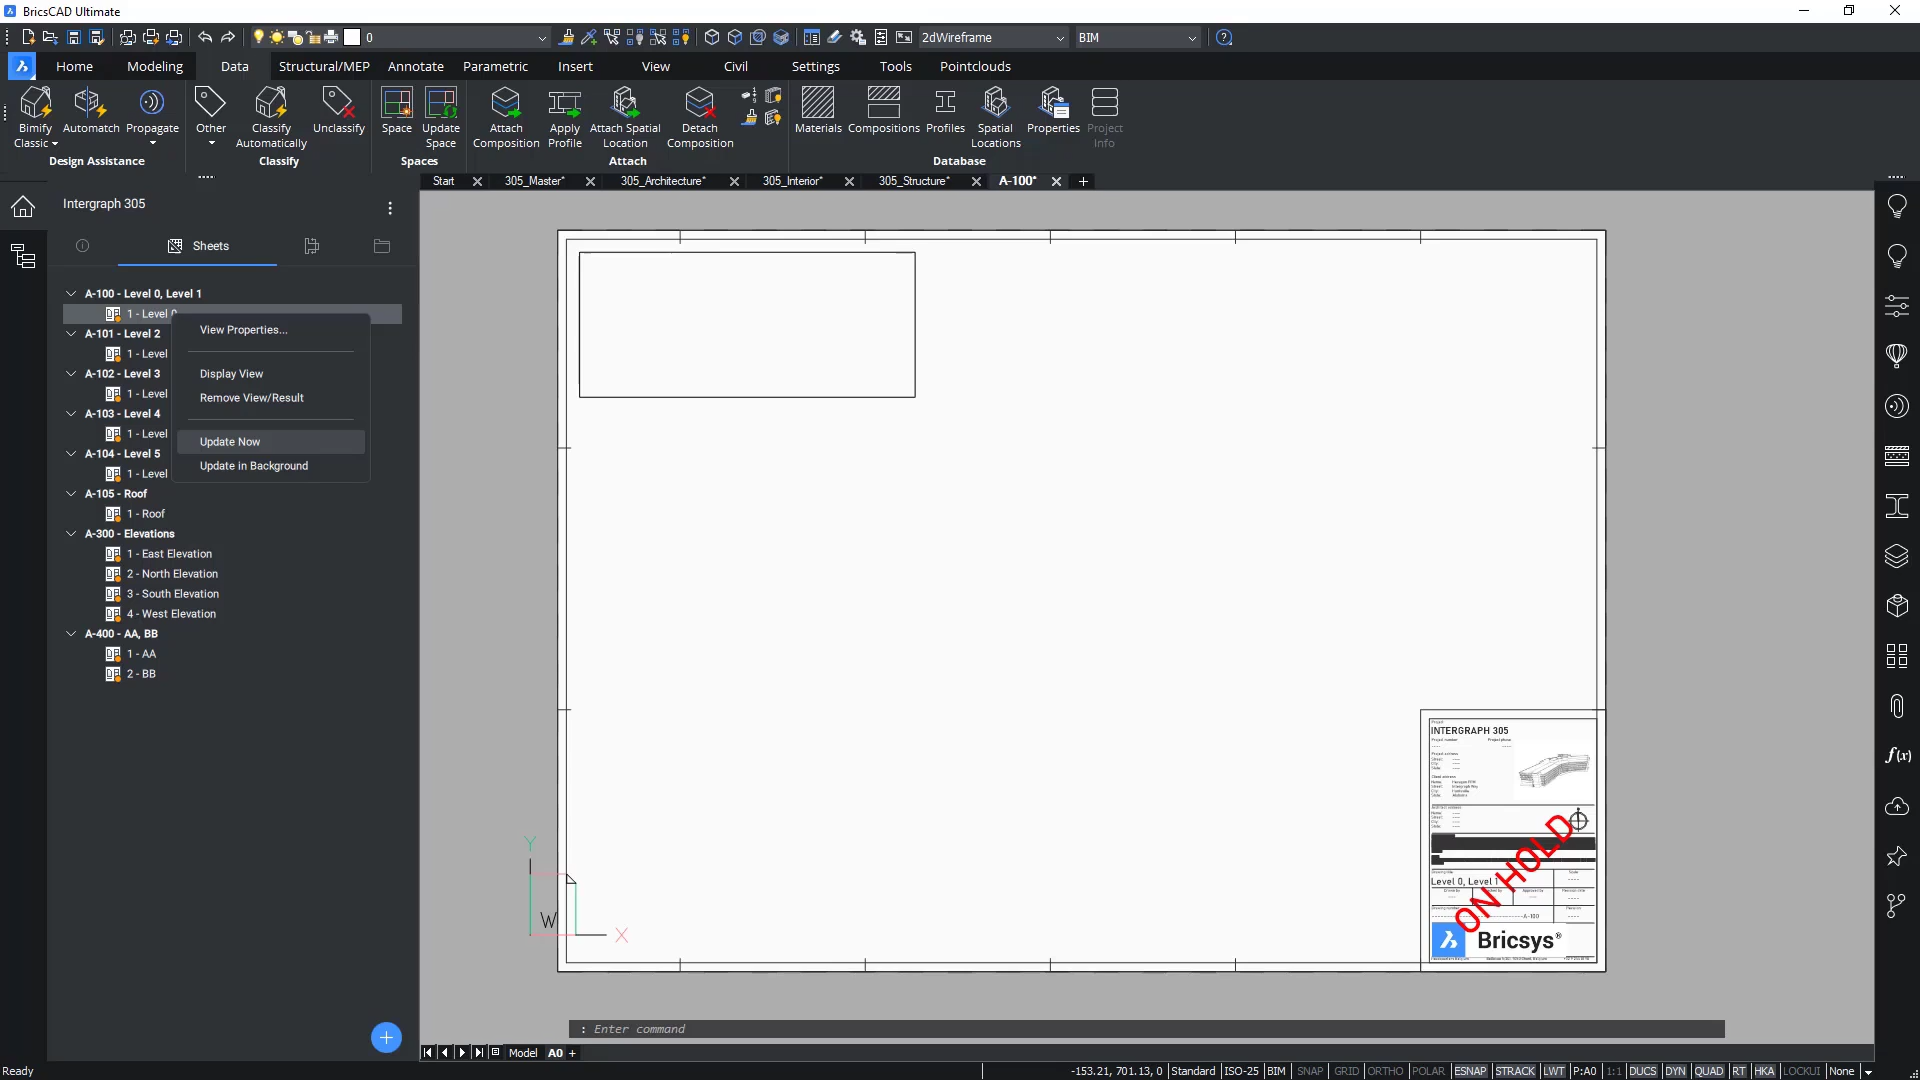 BricsCAD Ultimate
0
2dWireframe
BIM
Home
Modeling
Data
Structural/MEP
Annotate
Parametric
Insert
View
Civil
Settings
Tools
Pointclouds
Bimify
Classic
Automatch
Propagate
Design Assistance
Other
Classify
Automatically
Unclassify
Classify
Space
Update
Space
Spaces
Attach
Composition
Apply
Profile
Attach Spatial
Location
Detach
Composition
Attach
Materials
Compositions
Profiles
Spatial
Locations
Properties
Project
Info
Database
Start
305_Master*
305_Architecture*
305_Interior*
305_Structure*
A-100*
Intergraph 305
Sheets
A-100 - Level 0, Level 1
1 - Level 0
A-101 - Level 2
1 - Level
A-102 - Level 3
1 - Level
A-103 - Level 4
1 - Level
A-104 - Level 5
1 - Level
A-105 - Roof
1 - Roof
A-300 - Elevations
1 - East Elevation
2 - North Elevation
3 - South Elevation
4 - West Elevation
A-400 - AA, BB
1 - AA
2 - BB
View Properties...
Display View
Remove View/Result
Update Now
Update in Background
Y
W
X
INTERGRAPH 305
Level 0, Level 1
A-100
ON HOLD
Bricsys®
f(x)
: Enter command
Model
A0
+
Ready
-153.21, 701.13, 0
Standard
ISO-25
BIM
SNAP
GRID
ORTHO
POLAR
ESNAP
STRACK
LWT
P:A0
1:1
DUCS
DYN
QUAD
RT
HKA
LOCKUI
None